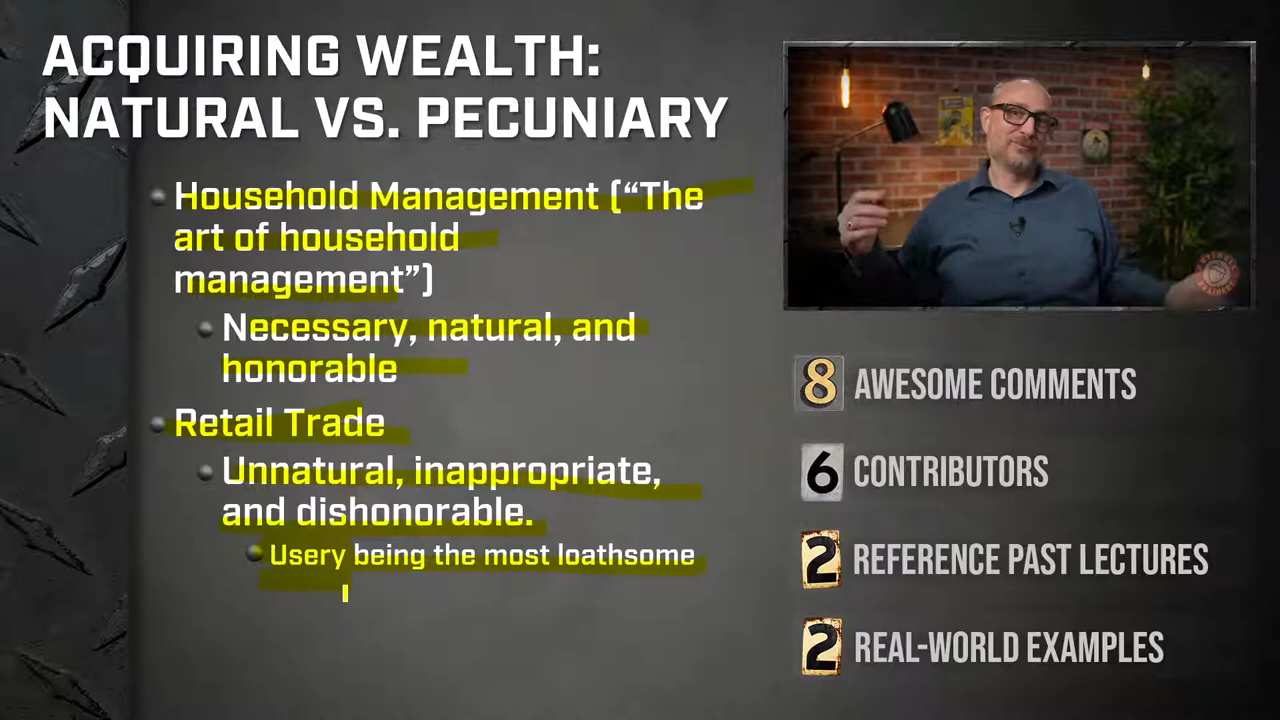 ACQUIRING WEALTH:
NATURAL VS. PECUNIARY
Household Management (“The
art of household
management”)
Necessary, natural, and
honorable
Retail Trade
Unnatural, inappropriate,
and dishonorable.
Usery being the most loathsome
8 AWESOME COMMENTS
6 CONTRIBUTORS
2 REFERENCE PAST LECTURES
2 REAL-WORLD EXAMPLES